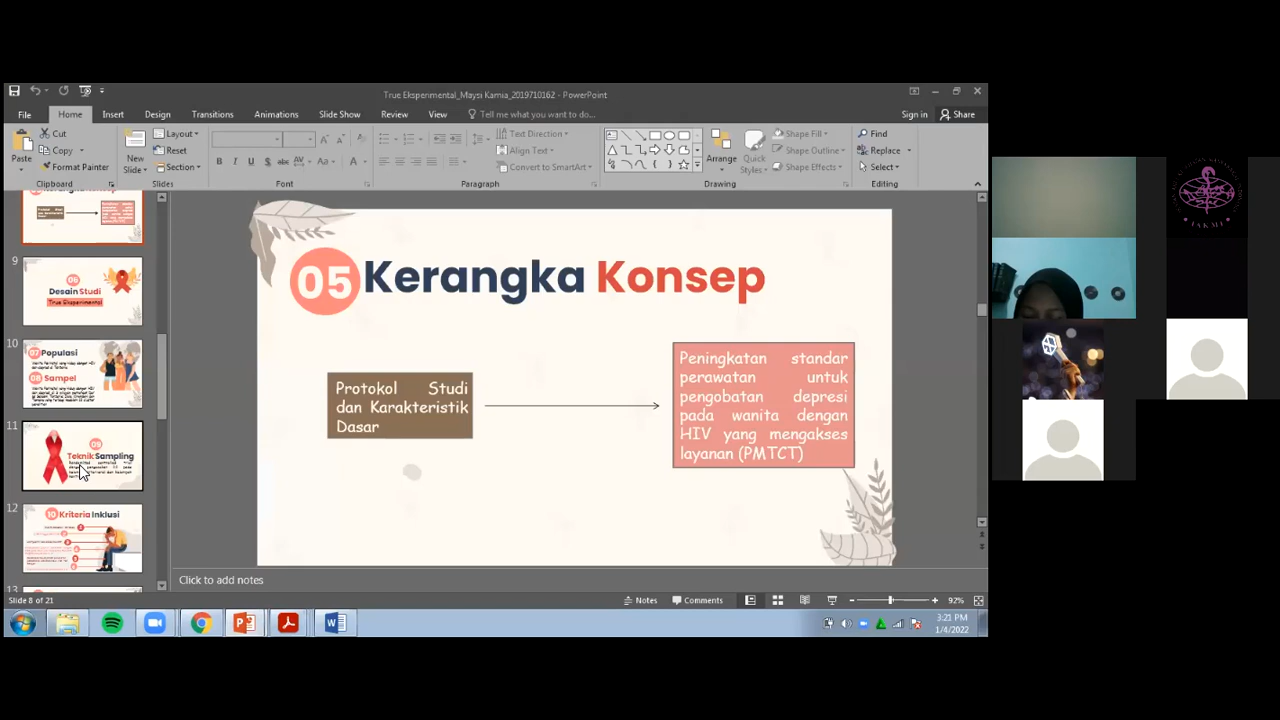 True Eksperimental_Maysi Karnia_2019710162 - PowerPoint
File Home Insert Design Transitions Animations Slide Show Review View Tell me what you want to do... Sign in Share
Cut
Copy
Format Painter
Paste
Clipboard
New
Slide
Layout
Reset
Section
Slides
Font
Text Direction
Align Text
Convert to SmartArt
Paragraph
Arrange
Quick
Styles
Shape Fill
Shape Outline
Shape Effects
Drawing
Find
Replace
Select
Editing
9
06
Desain Studi
True Eksperimental
10
07 Populasi
08 Sampel
11
09
Teknik Sampling
12
10 Kriteria Inklusi
13
05 Kerangka Konsep
Protokol Studi
dan Karakteristik
Dasar
Peningkatan standar
perawatan untuk
pengobatan depresi
pada wanita dengan
HIV yang mengakses
layanan (PMTCT)
Click to add notes
Slide 8 of 21
Notes Comments 92%
3:21 PM
1/4/2022